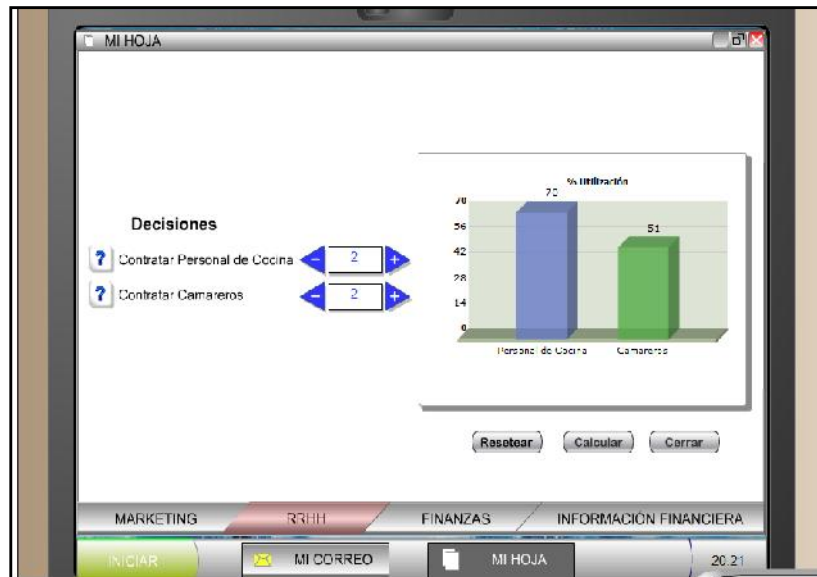 MI HOJA
% Utilización
70
70
56
51
42
28
14
0
Personal de Cocina
Camareros
Decisiones
? Contratar Personal de Cocina - 2 +
? Contratar Camareros - 2 +
Resetear Calcular Cerrar
MARKETING RRHH FINANZAS INFORMACIÓN FINANCIERA
INICIAR MI CORREO MI HOJA 20:21